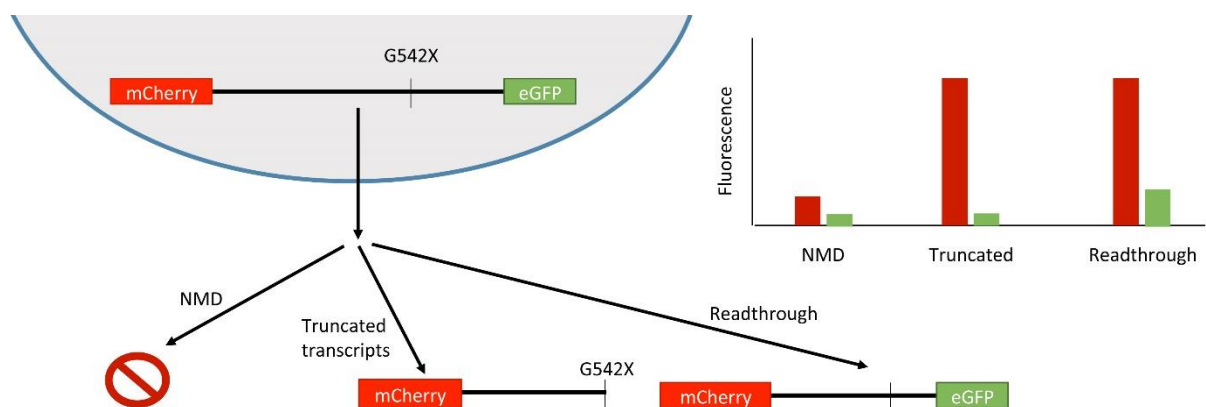 G542X
mCherry
eGFP
NMD
Truncated
transcripts
Readthrough
G542X
mCherry
mCherry
eGFP
Fluorescence
NMD
Truncated
Readthrough